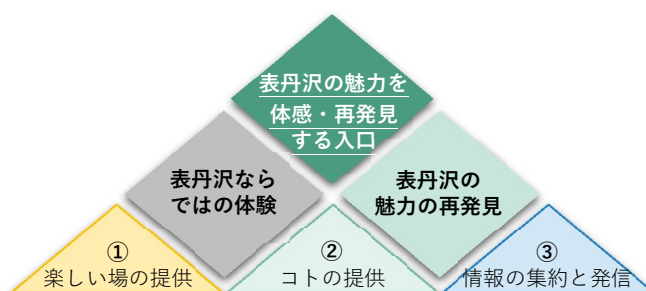 表丹沢の魅力を
体感・再発見
する入口
表丹沢なら
ではの体験
表丹沢の
魅力の再発見
①
楽しい場の提供
②
コトの提供
③
情報の集約と発信